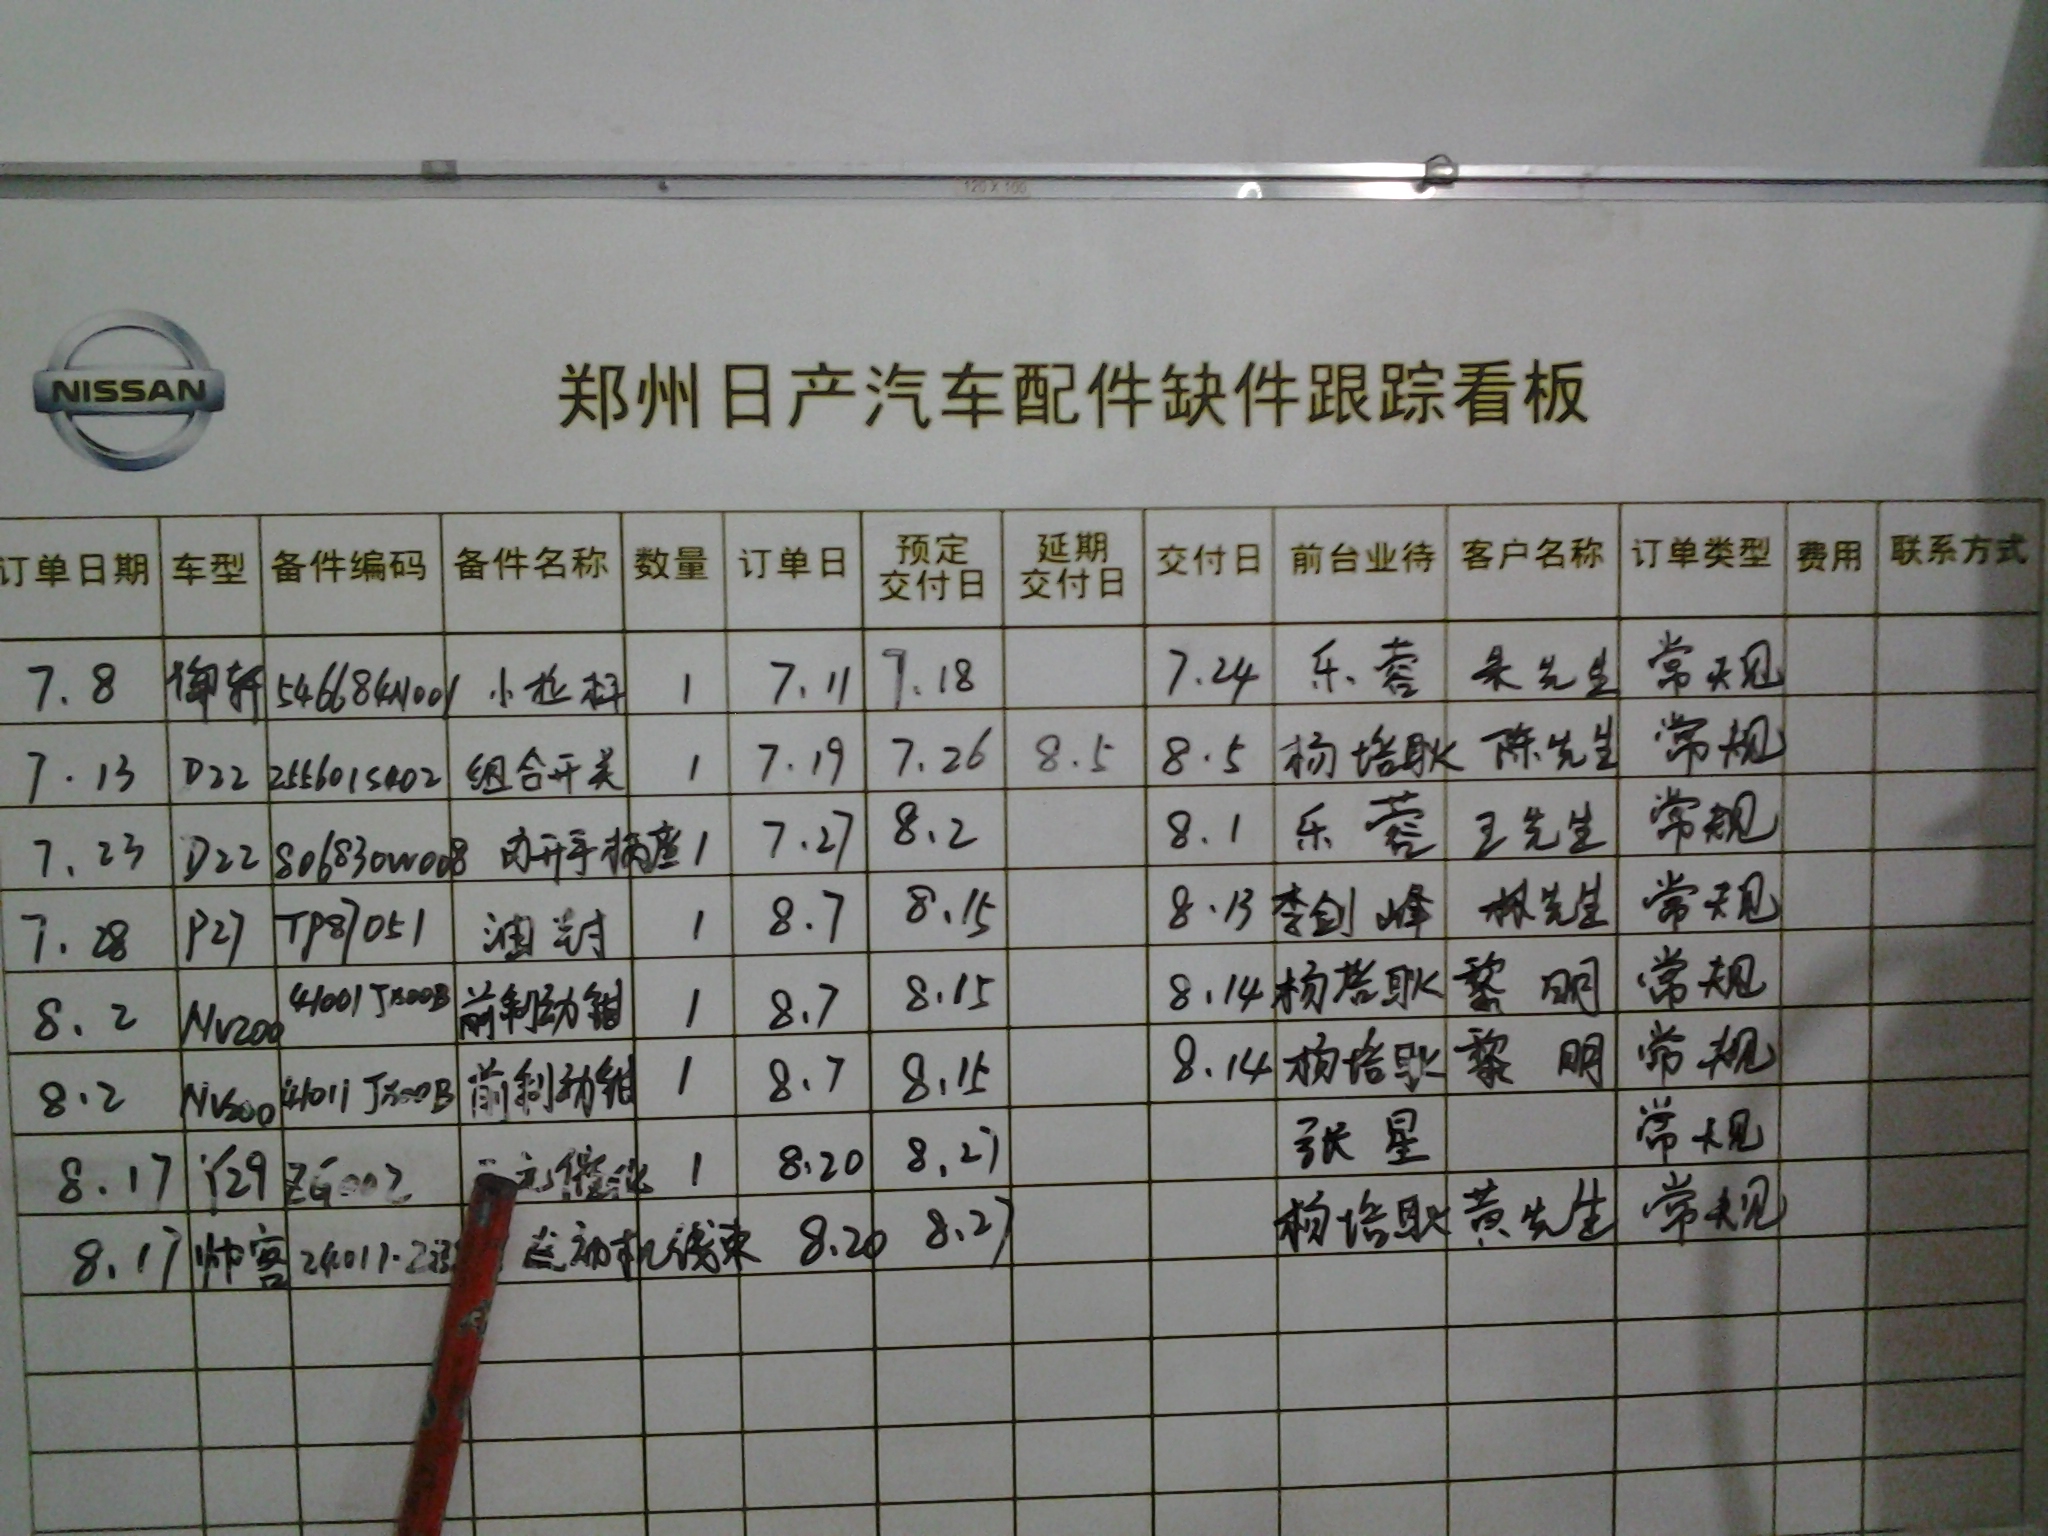 120 X 100
NISSAN
郑州日产汽车配件缺件跟踪看板
订单日期 车型 备件编码 备件名称 数量 订单日 预定交付日 延期交付日 交付日 前台业待 客户名称 订单类型 费用 联系方式
7.8 御轩 546684N001 小拉杆 1 7.11 7.18 7.24 乐蓉 朱先生 常规
7.13 D22 255601S402 组合开关 1 7.19 7.26 8.5 8.5 杨培耿 陈先生 常规
7.23 D22 806830W008 内开手柄座 1 7.27 8.2 8.1 乐蓉 王先生 常规
7.28 P27 TP87051 油封 1 8.7 8.15 8.13 李剑峰 林先生 常规
8.2 NV200 41001JX00B 前制动钳 1 8.7 8.15 8.14 杨培耿 黎明 常规
8.2 NV200 41011JX00B 前制动钳 1 8.7 8.15 8.14 杨培耿 黎明 常规
8.17 Y29 ZG002 元催化 1 8.20 8.27 张星 常规
8.17 帅客 24011-2 发动机线束 8.20 8.27 杨培耿 黄先生 常规